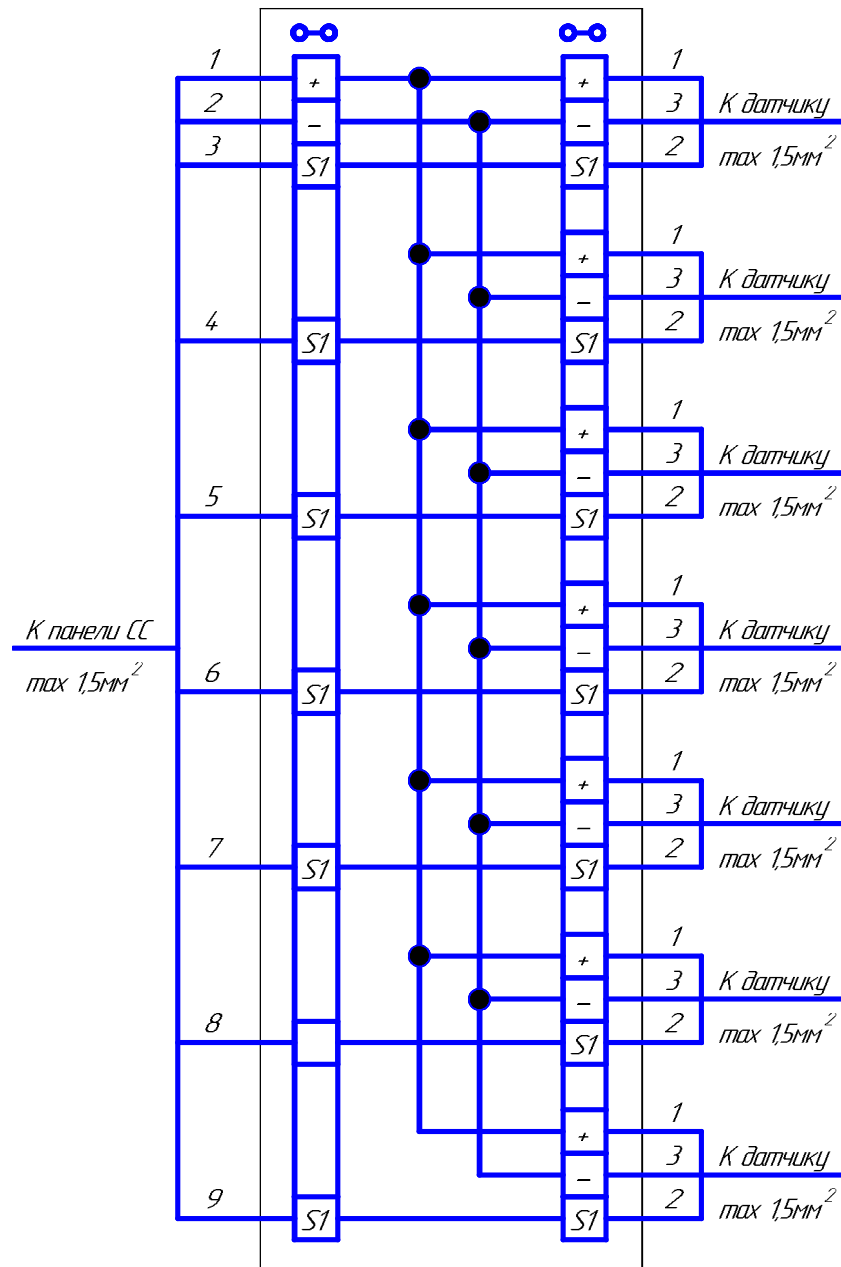 1
+
+
1
2
-
-
3
К датчику
3
S1
S1
2
max 1,5мм²
+
1
-
3
К датчику
4
S1
S1
2
max 1,5мм²
+
1
-
3
К датчику
5
S1
S1
2
max 1,5мм²
+
1
К панели СС
-
3
К датчику
max 1,5мм²
6
S1
S1
2
max 1,5мм²
+
1
-
3
К датчику
7
S1
S1
2
max 1,5мм²
+
1
-
3
К датчику
8
S1
2
max 1,5мм²
+
1
-
3
К датчику
9
S1
S1
2
max 1,5мм²